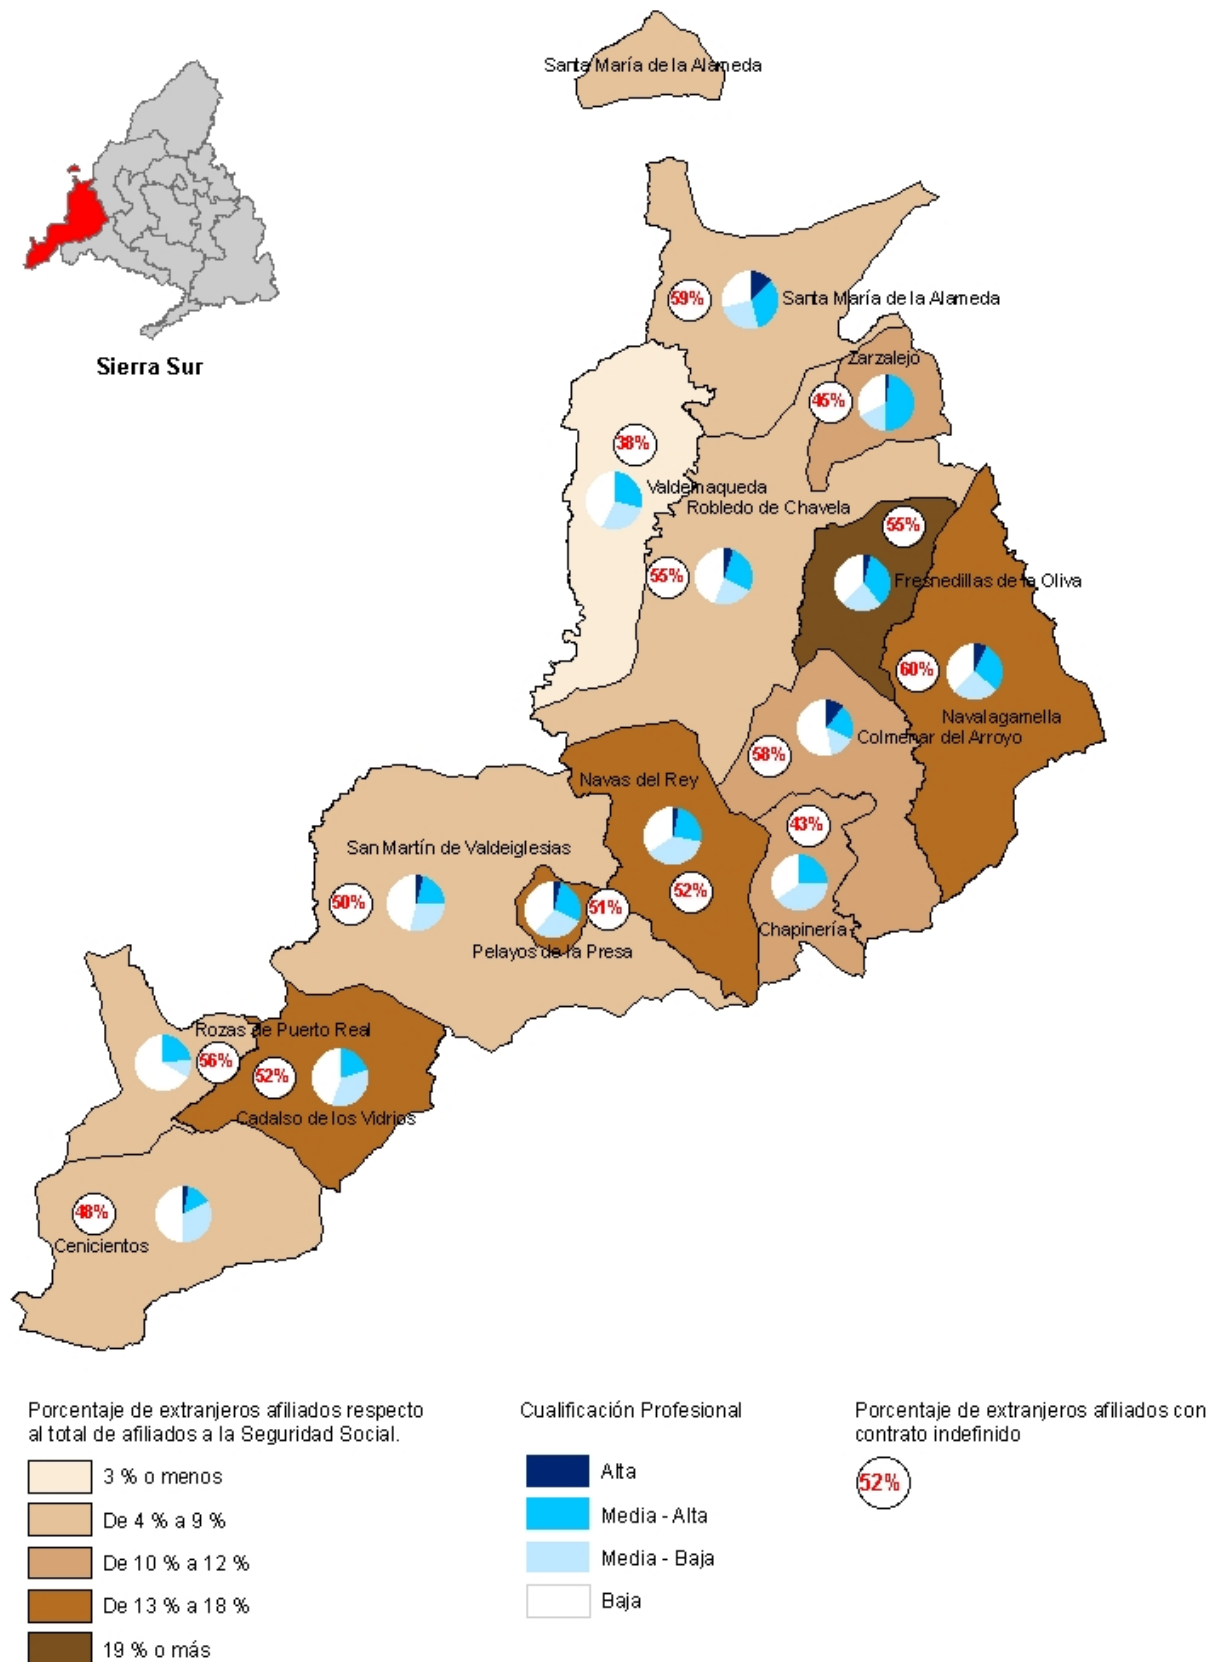 Santa María de la Alameda
Sierra Sur
59%
Santa María de la Alameda
Zarzalejo
45%
38%
Valdemaqueda
Robledo de Chavela
55%
55%
Fresnedillas de la Oliva
60%
Navalagamella
Colmenar del Arroyo
58%
Navas del Rey
43%
San Martín de Valdeiglesias
50%
52%
51%
Chapinería
Pelayos de la Presa
Rozas de Puerto Real
56%
52%
Cadalso de los Vidrios
48%
Cenicientos
Porcentaje de extranjeros afiliados respecto
al total de afiliados a la Seguridad Social.
3 % o menos
De 4 % a 9 %
De 10 % a 12 %
De 13 % a 18 %
19 % o más
Cualificación Profesional
Alta
Media - Alta
Media - Baja
Baja
Porcentaje de extranjeros afiliados con
contrato indefinido
52%